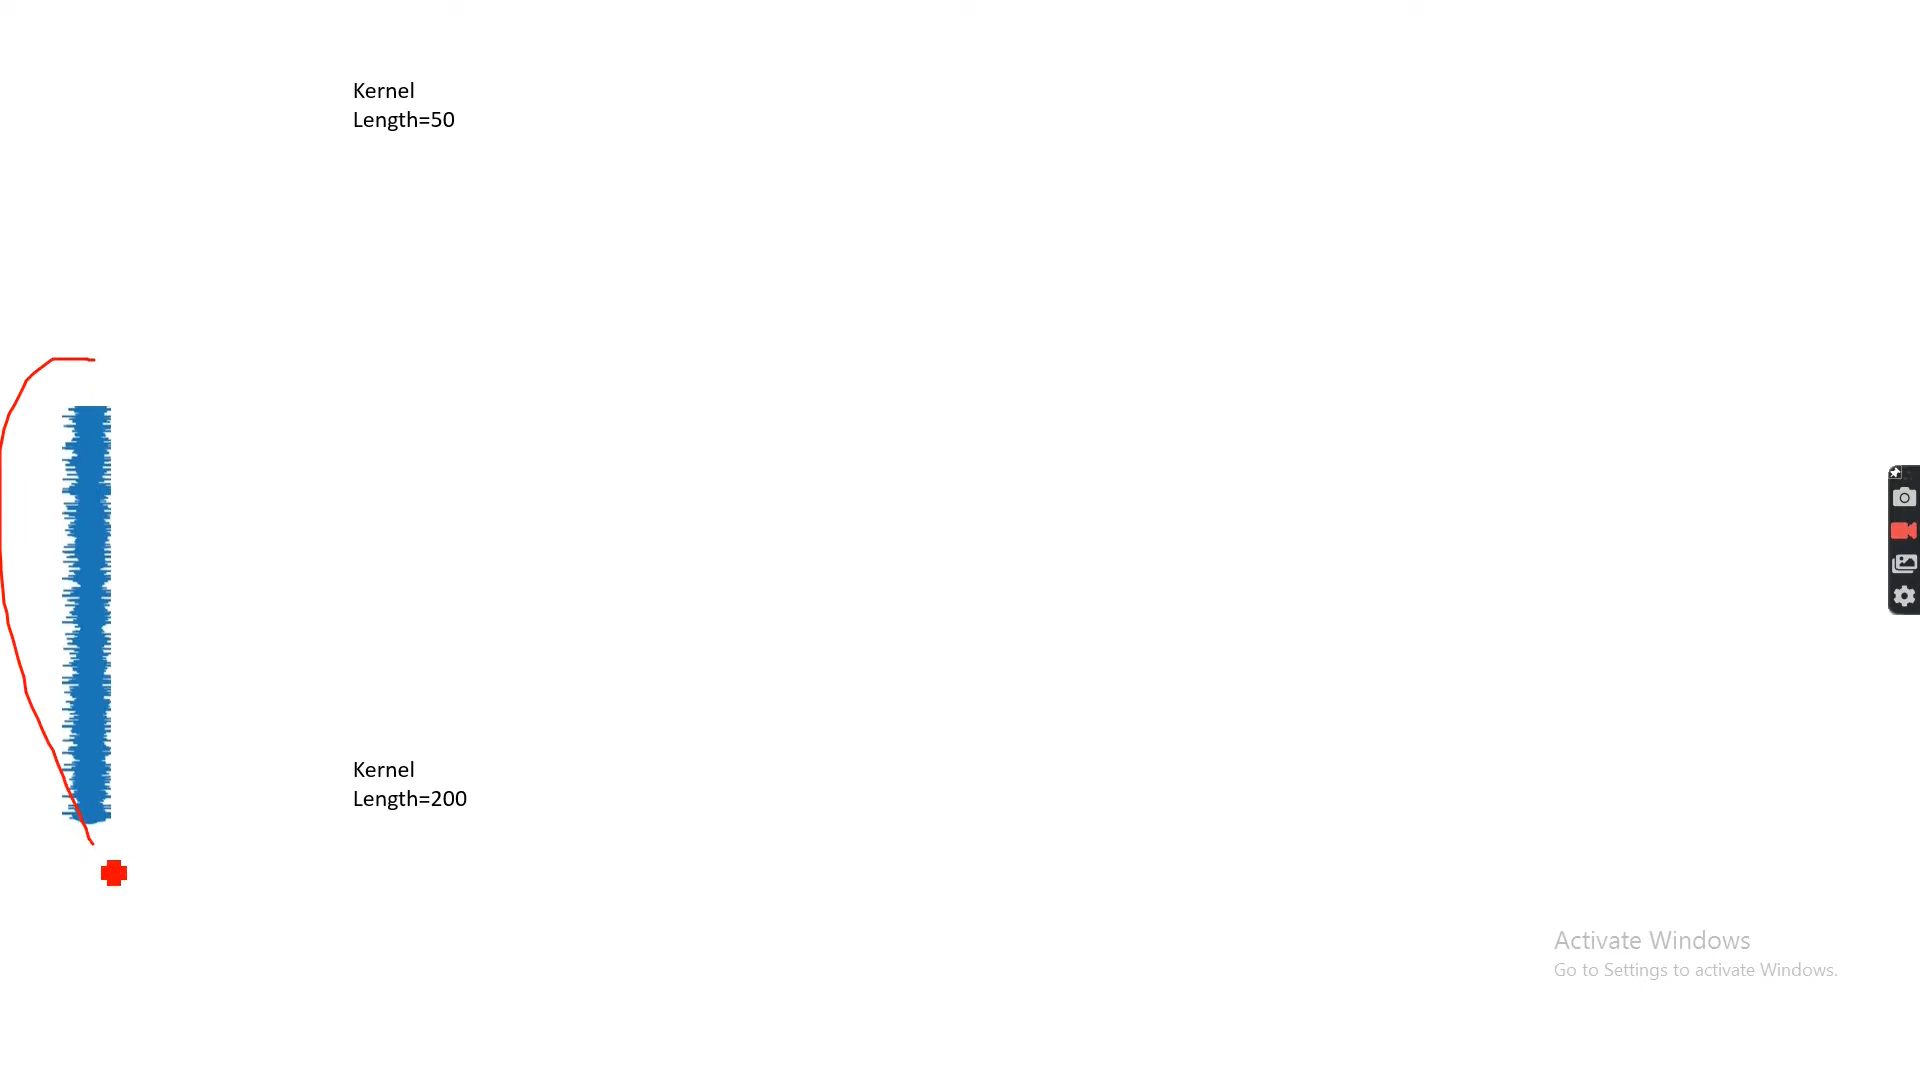 Kernel
Length=50
Kernel
Length=200
Activate Windows
Go to Settings to activate Windows.